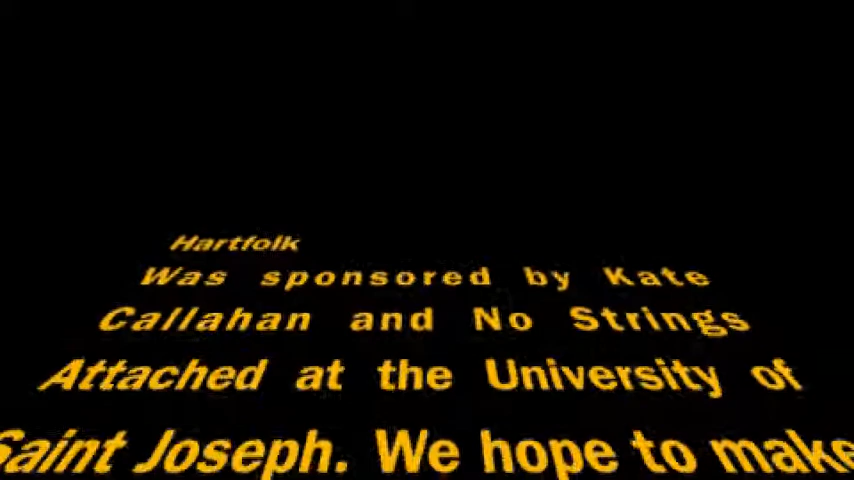 Hartfolk
Was sponsored by Kate
Callahan and No Strings
Attached at the University of
Saint Joseph. We hope to make